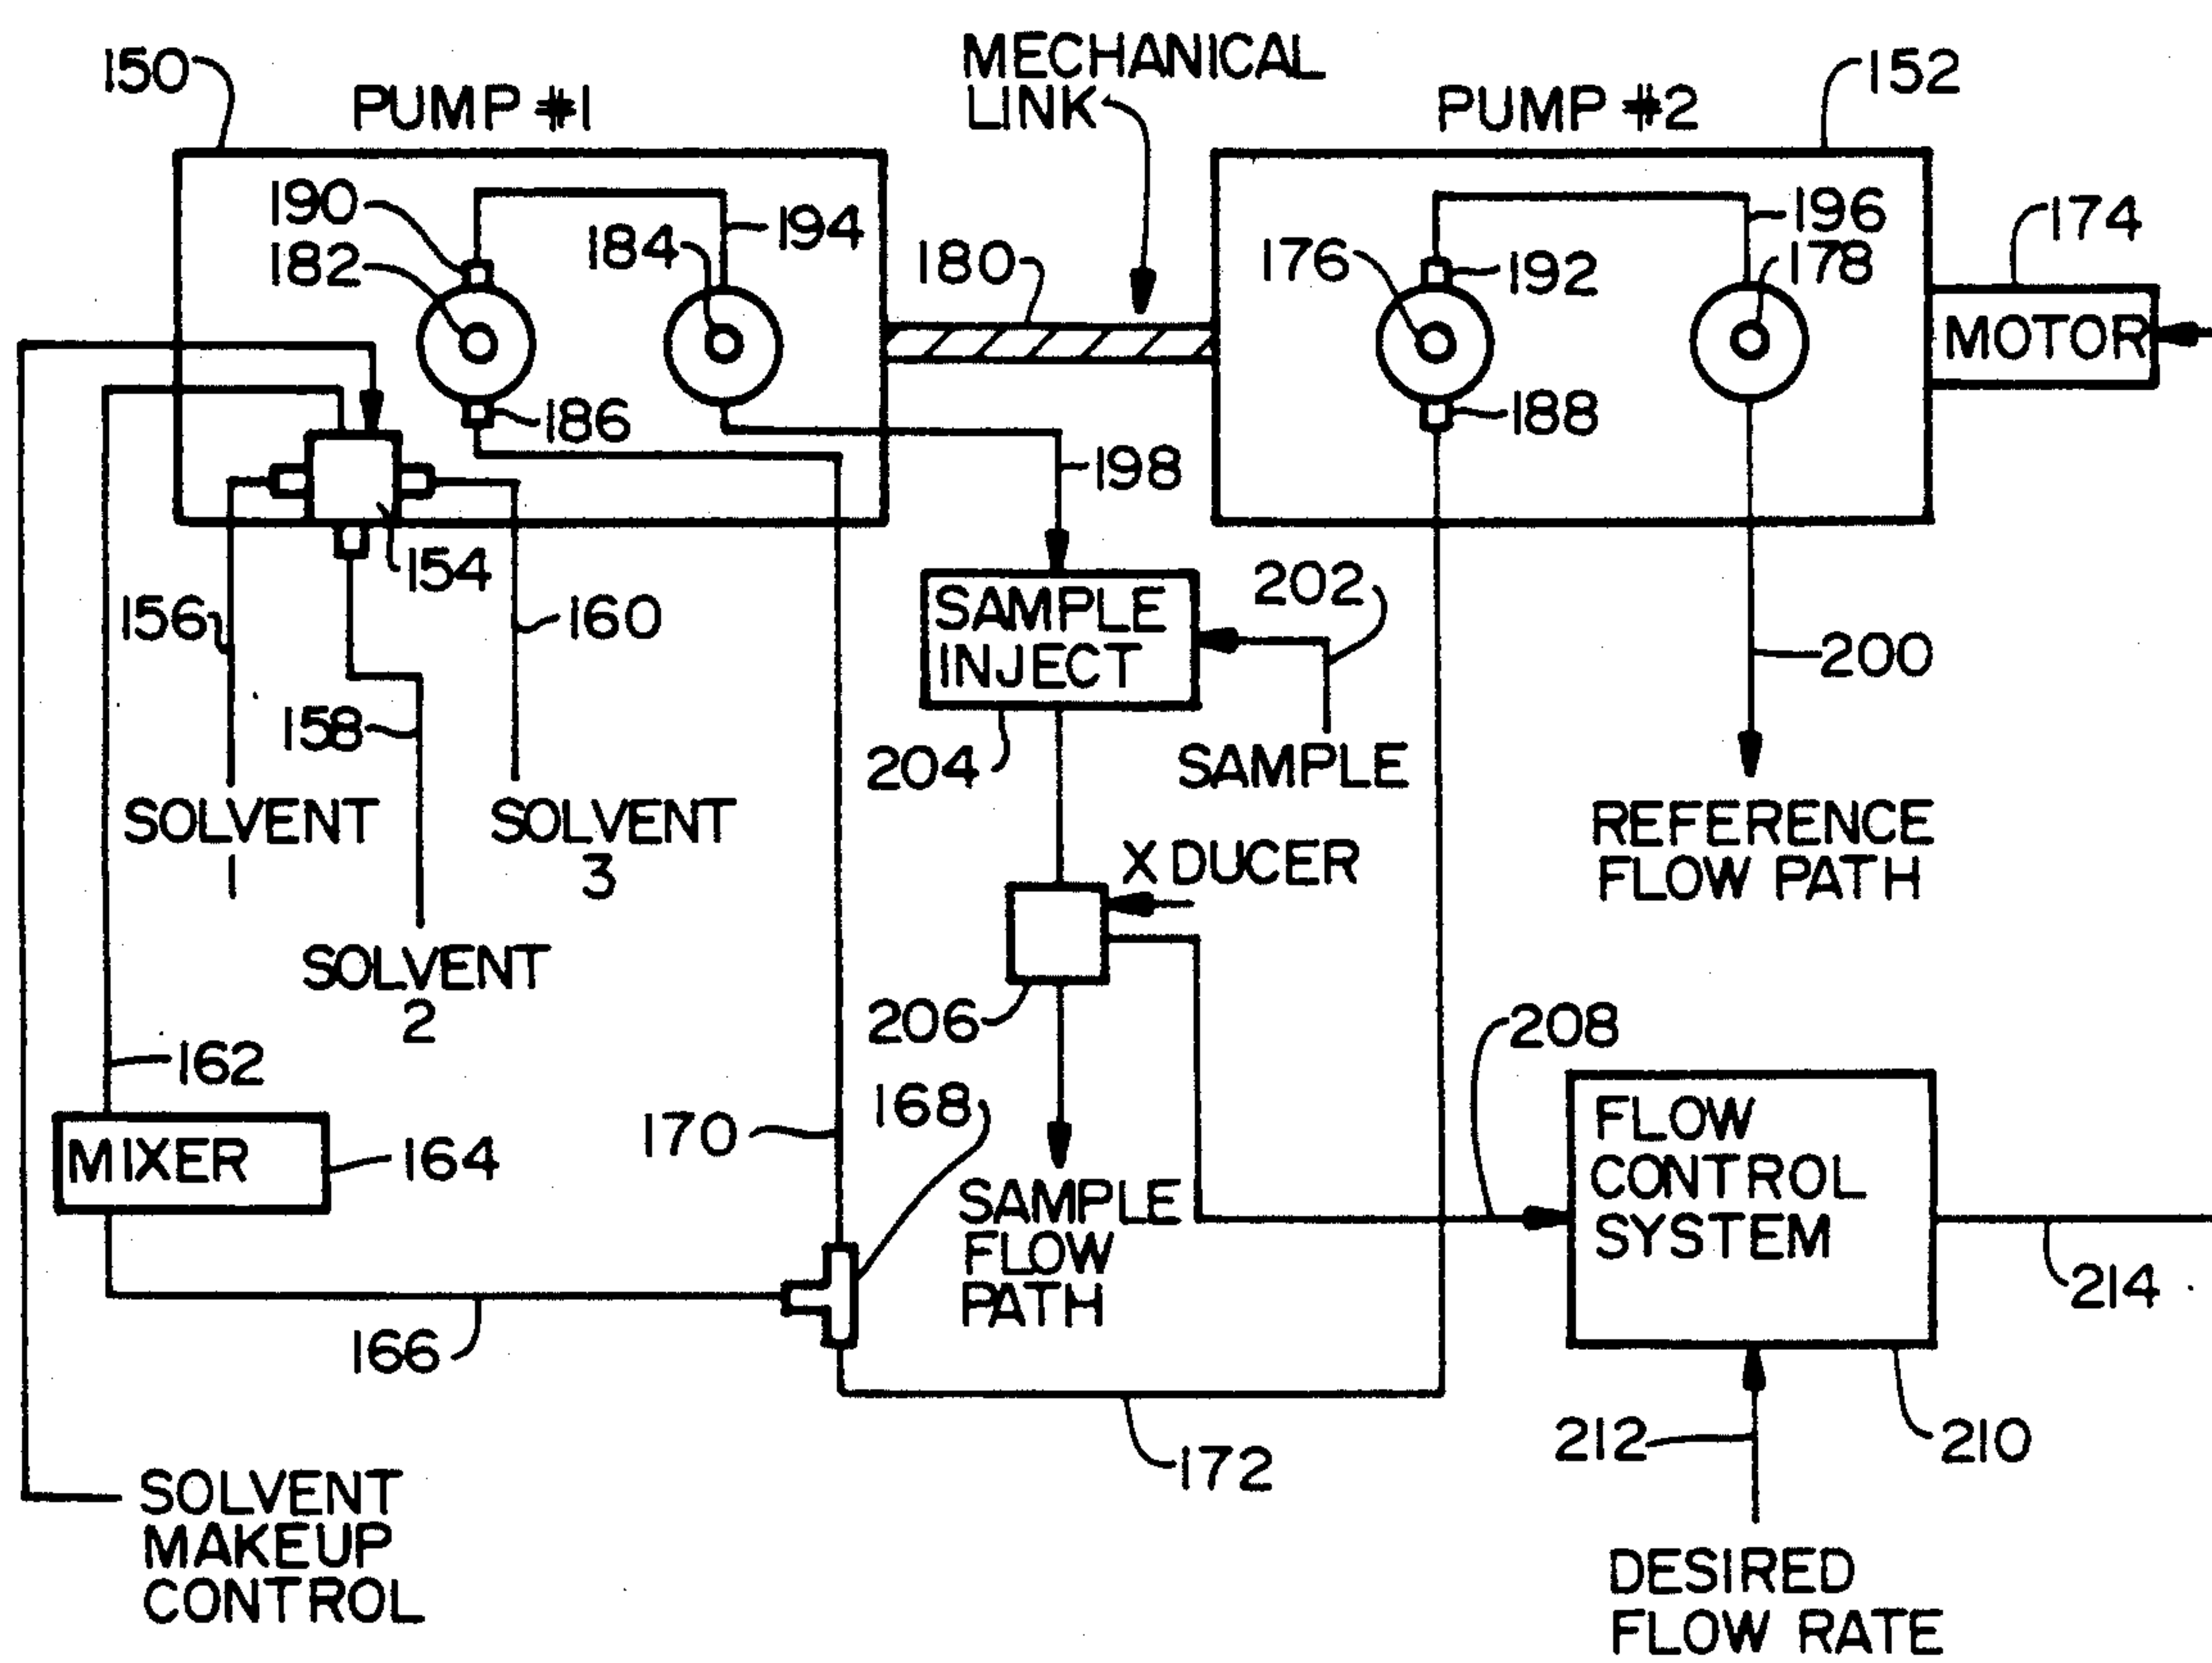 150
PUMP #1
MECHANICAL
LINK
PUMP #2
152
190
182
184
194
180
176
192
196
178
174
MOTOR
186
188
198
154
156
160
158
SAMPLE
INJECT
202
200
204
SAMPLE
SOLVENT
1
SOLVENT
3
SOLVENT
2
X DUCER
REFERENCE
FLOW PATH
206
208
162
168
170
MIXER
164
SAMPLE
FLOW
PATH
FLOW
CONTROL
SYSTEM
214
166
172
212
210
SOLVENT
MAKEUP
CONTROL
DESIRED
FLOW RATE